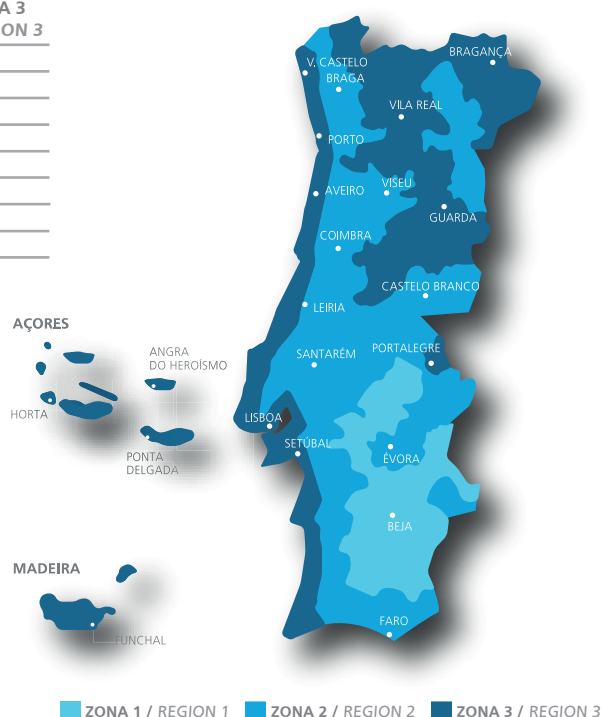 A 3
ON 3
BRAGANÇA
V. CASTELO
BRAGA
VILA REAL
PORTO
AVEIRO
VISEU
GUARDA
COIMBRA
CASTELO BRANCO
LEIRIA
AÇORES
ANGRA
DO HEROÍSMO
SANTARÉM
PORTALEGRE
HORTA
LISBOA
SETÚBAL
PONTA
DELGADA
ÉVORA
BEJA
MADEIRA
FARO
FUNCHAL
ZONA 1 / REGION 1
ZONA 2 / REGION 2
ZONA 3 / REGION 3